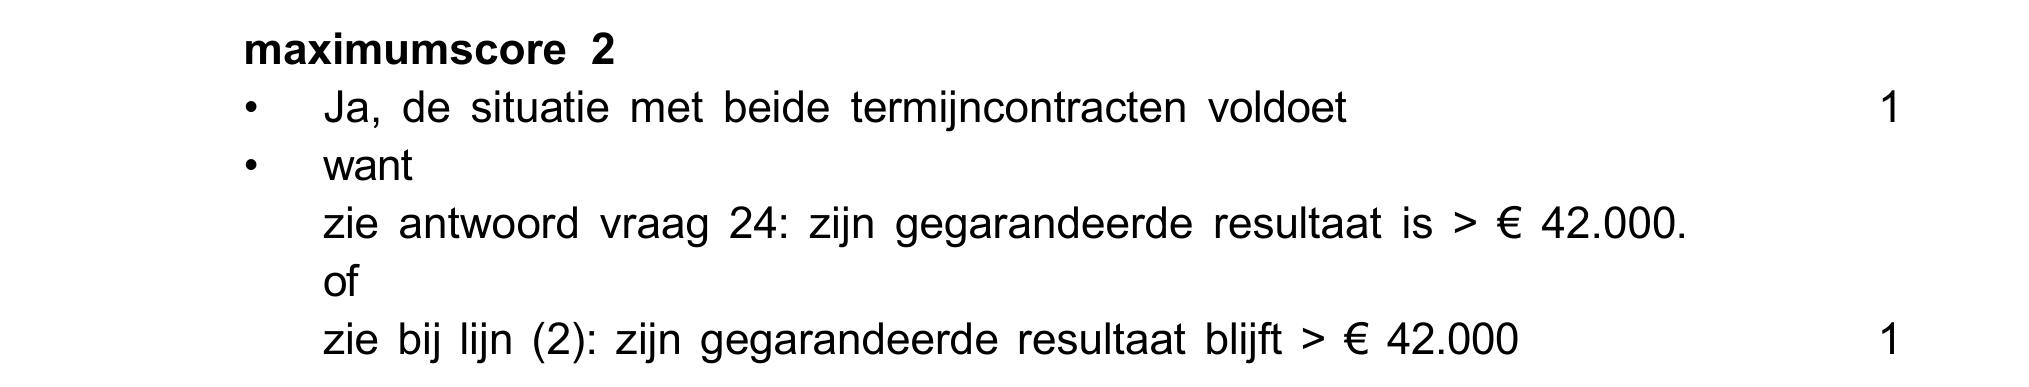 maximumscore 2
• Ja, de situatie met beide termijncontracten voldoet 1
• want
zie antwoord vraag 24: zijn gegarandeerde resultaat is > € 42.000.
of
zie bij lijn (2): zijn gegarandeerde resultaat blijft > € 42.000 1